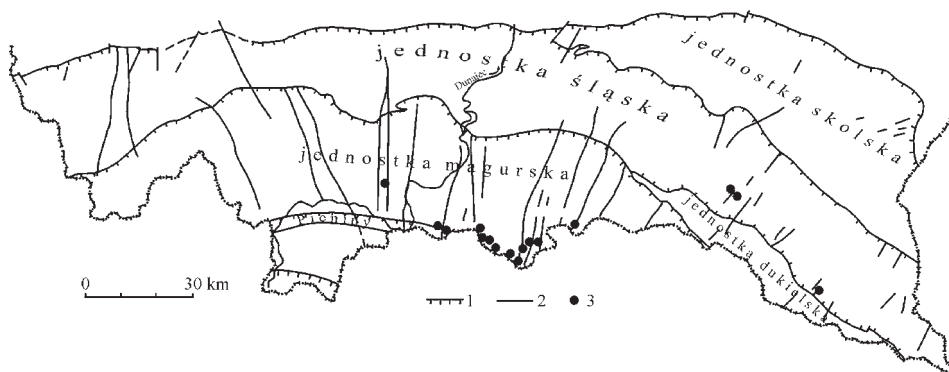 jednostka skolska
jednostka śląska
Dunajec
jednostka magurska
Pieniny
jednostka dukielska
0 30 km
1 2 3